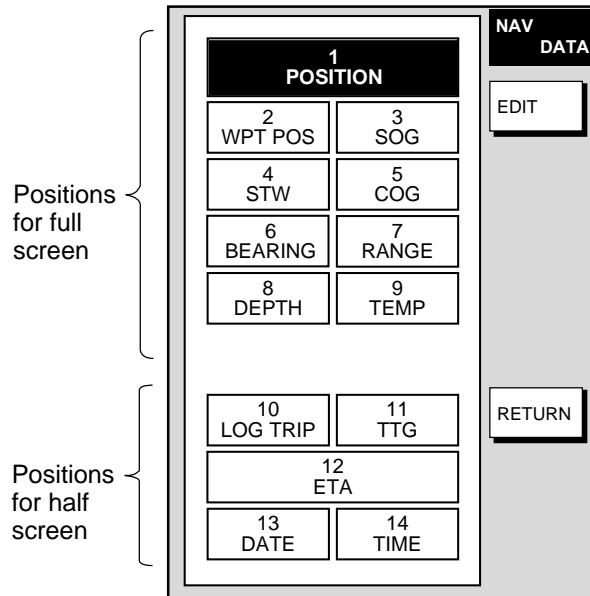 Positions
for full
screen
1
POSITION
2
WPT POS
3
SOG
4
STW
5
COG
6
BEARING
7
RANGE
8
DEPTH
9
TEMP
Positions
for half
screen
10
LOG TRIP
11
TTG
12
ETA
13
DATE
14
TIME
NAV
DATA
EDIT
RETURN